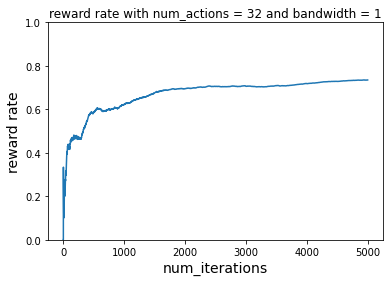 reward rate with num_actions = 32 and bandwidth = 1
1.0
0.8
0.6
0.4
0.2
0.0
reward rate
0 1000 2000 3000 4000 5000
num_iterations